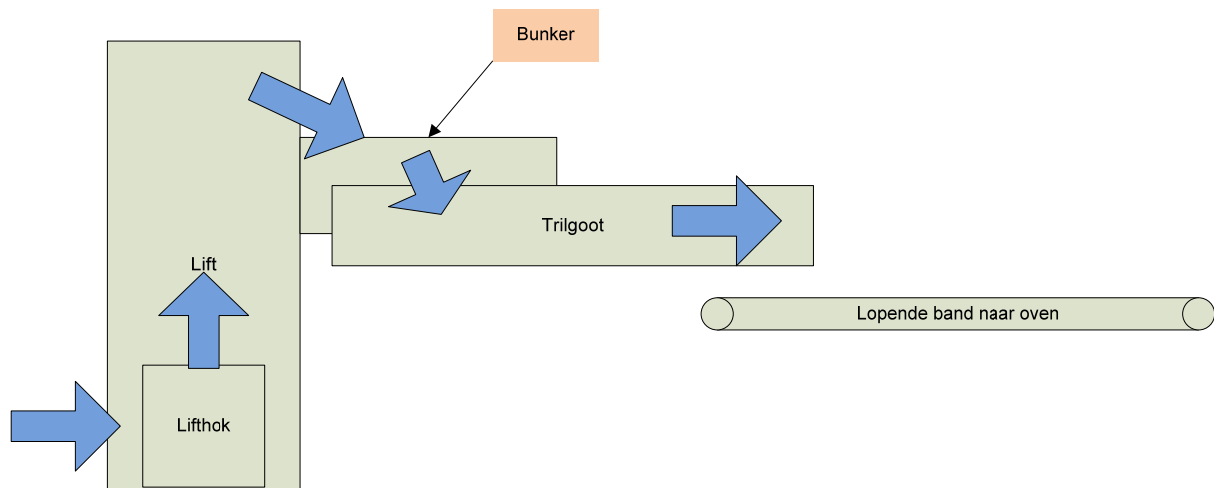 Bunker
Trilgoot
Lift
Lopende band naar oven
Lifthok